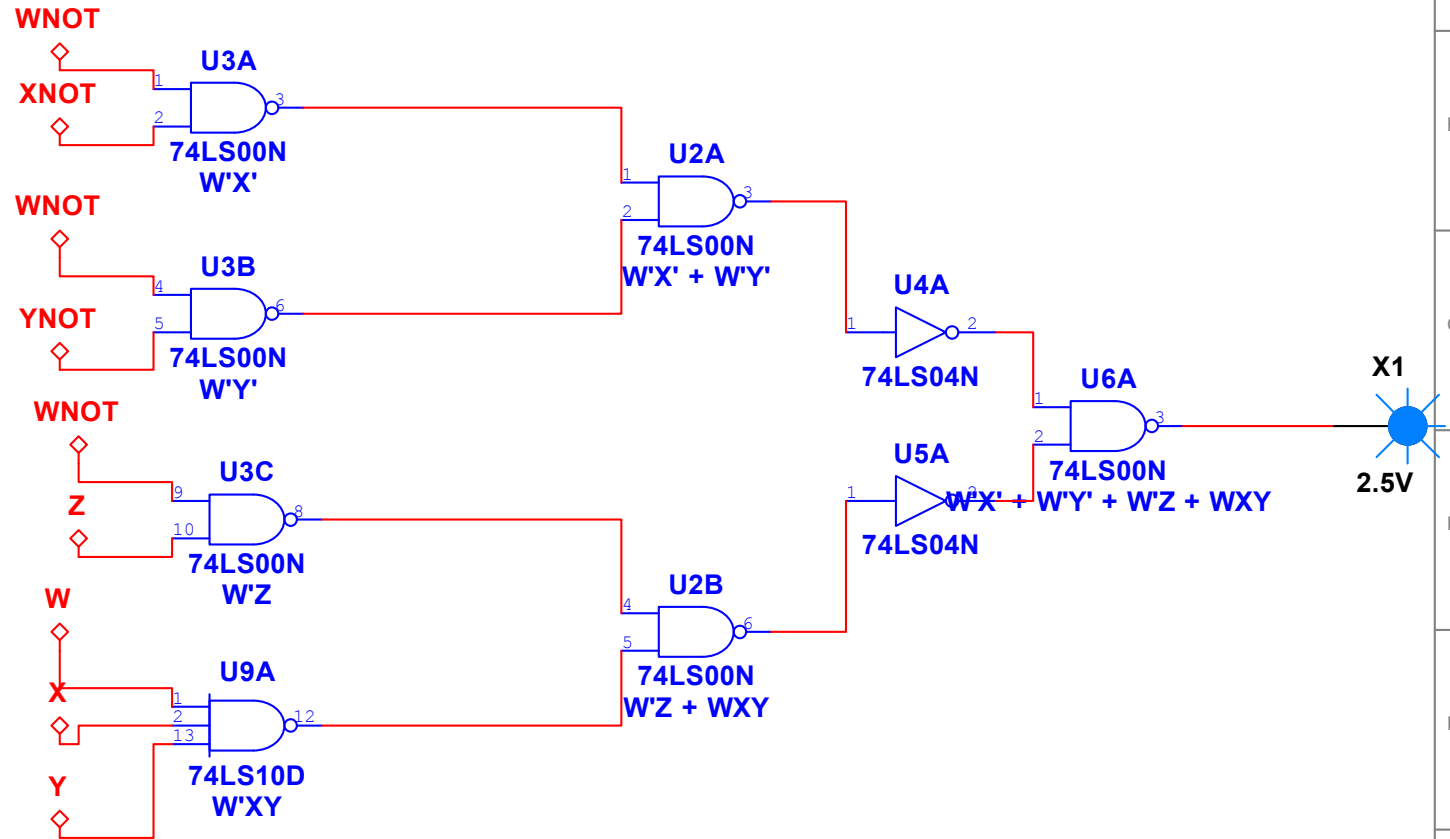 WNOT
U3A
XNOT
1
2
3
74LS00N
W'X'
WNOT
U3B
YNOT
4
5
6
74LS00N
W'Y'
U2A
1
2
3
74LS00N
W'X' + W'Y'
U4A
1
2
74LS04N
WNOT
U3C
Z
9
10
8
74LS00N
W'Z
W
U9A
X
1
2
13
12
74LS10D
W'XY
Y
U2B
4
5
6
74LS00N
W'Z + WXY
U5A
1
2
74LS04N
U6A
1
2
3
74LS00N
W'X' + W'Y' + W'Z + WXY
X1
2.5V